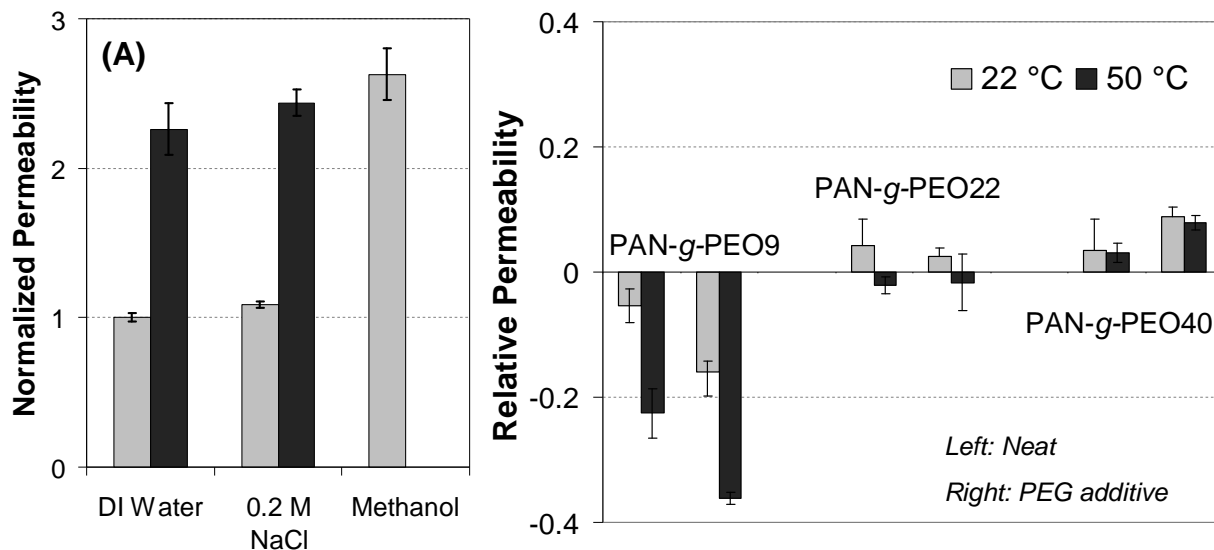 Normalized Permeability
3
2
1
0
(A)
DI Water
0.2 M
NaCl
Methanol
Relative Permeability
0.4
0.2
0
-0.2
-0.4
22 °C
50 °C
PAN-g-PEO9
PAN-g-PEO22
PAN-g-PEO40
Left: Neat
Right: PEG additive